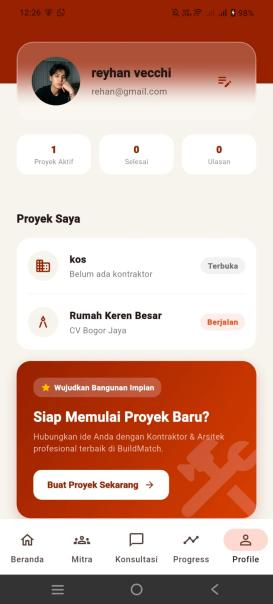 12:26
98%
reyhan vecchi
rehan@gmail.com
1
Proyek Aktif
0
Selesai
0
Ulasan
Proyek Saya
kos
Belum ada kontraktor
Terbuka
Rumah Keren Besar
CV Bogor Jaya
Berjalan
Wujudkan Bangunan Impian
Siap Memulai Proyek Baru?
Hubungkan ide Anda dengan Kontraktor & Arsitek
profesional terbaik di BuildMatch.
Buat Proyek Sekarang →
Beranda
Mitra
Konsultasi
Progress
Profile